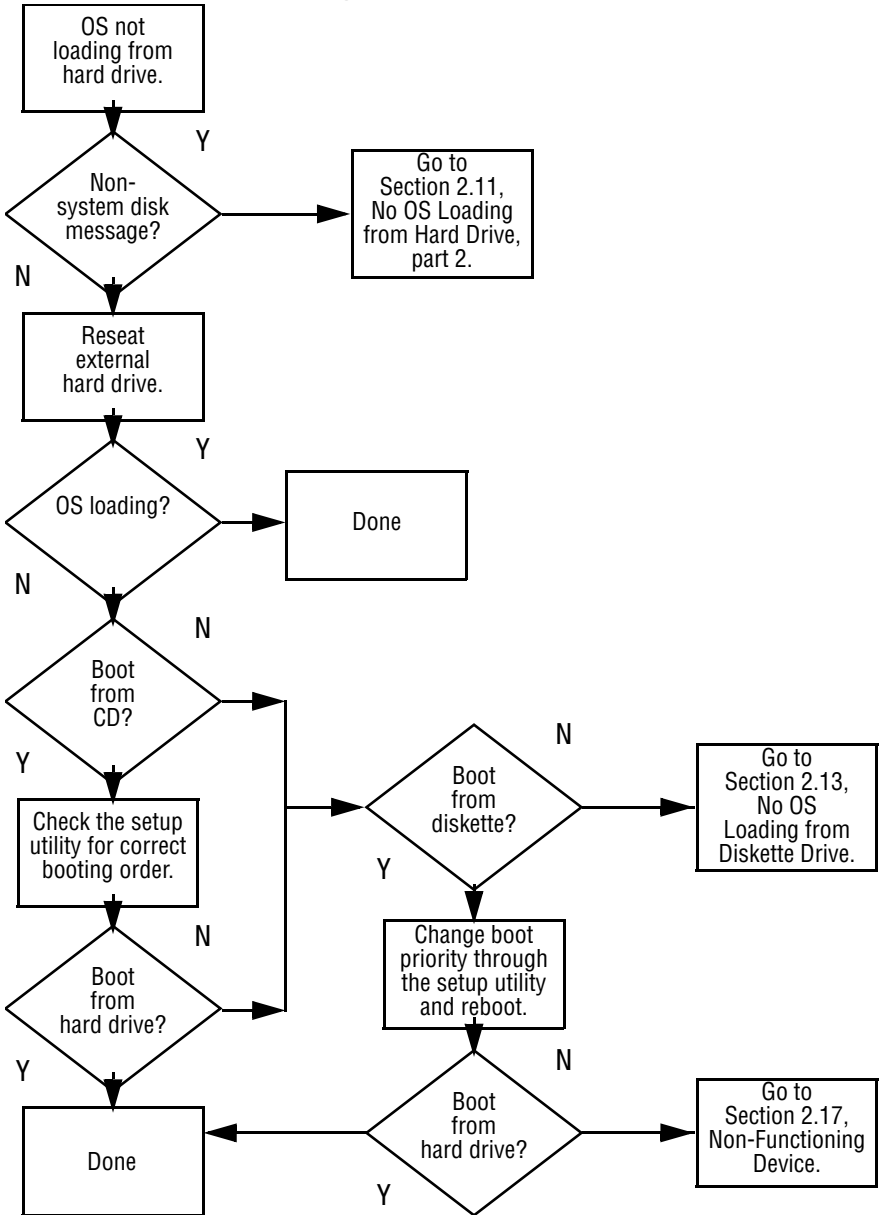 OS not
loading from
hard drive.
Y
Non-
system disk
message?
Go to
Section 2.11,
No OS Loading
from Hard Drive,
part 2.
N
Reseat
external
hard drive.
Y
OS loading?
Done
N
N
Boot
from
CD?
Y
N
Boot
from
diskette?
Go to
Section 2.13,
No OS
Loading from
Diskette Drive.
Check the setup
utility for correct
booting order.
Y
N
Change boot
priority through
the setup utility
and reboot.
Boot
from
hard drive?
Y
N
Boot
from
hard drive?
Go to
Section 2.17,
Non-Functioning
Device.
Done
Y